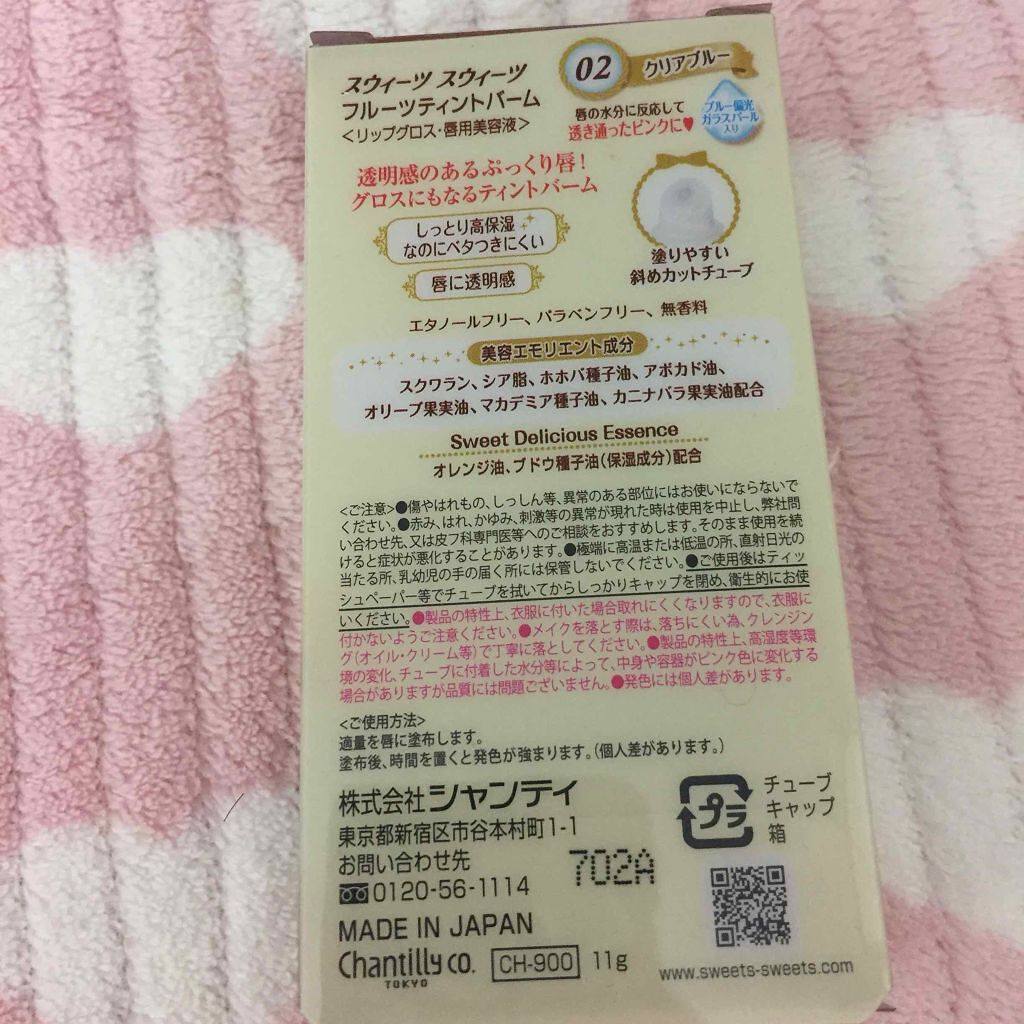 スウィーツ スウィーツ
フルーツティントバーム
<リップグロス・唇用美容液>
02 クリアブルー
唇の水分に反応して
透き通ったピンクに♥
ブルー偏光
ガラスパール
入り
透明感のあるぷっくり唇!
グロスにもなるティントバーム
しっとり高保湿
なのにベタつきにくい
唇に透明感
塗りやすい
斜めカットチューブ
エタノールフリー、パラベンフリー、無香料
美容エモリエント成分
スクワラン、シア脂、ホホバ種子油、アボカド油、
オリーブ果実油、マカデミア種子油、カニナバラ果実油配合
Sweet Delicious Essence
オレンジ油、ブドウ種子油(保湿成分)配合
<ご注意>●傷やはれもの、しっしん等、異常のある部位にはお使いにならないで
ください。●赤み、はれ、かゆみ、刺激等の異常が現れた時は使用を中止し、弊社問
い合わせ先、又は皮フ科専門医等へのご相談をおすすめします。そのまま使用を続
けると症状が悪化することがあります。●極端に高温または低温の所、直射日光の
当たる所、乳幼児の手の届く所には保管しないでください。●ご使用後はティッ
シュペーパー等でチューブを拭いてからしっかりキャップを閉め、衛生的にお使
いください。●製品の特性上、衣服に付いた場合取れにくくなりますので、衣服に
付かないようご注意ください。●メイクを落とす際は、落ちにくい為、クレンジン
グ(オイル・クリーム等)で丁寧に落としてください。●製品の特性上、高湿度等環
境の変化、チューブに付着した水分等によって、中身や容器がピンク色に変化する
場合がありますが品質には問題ございません。●発色には個人差があります。
<ご使用方法>
適量を唇に塗布します。
塗布後、時間を置くと発色が強まります。(個人差があります。)
株式会社シャンティ
東京都新宿区市谷本村町1-1
お問い合わせ先
0120-56-1114
702A
プラ
チューブ
キャップ
箱
MADE IN JAPAN
Chantilly CO.
TOKYO
CH-900 11g
www.sweets-sweets.com